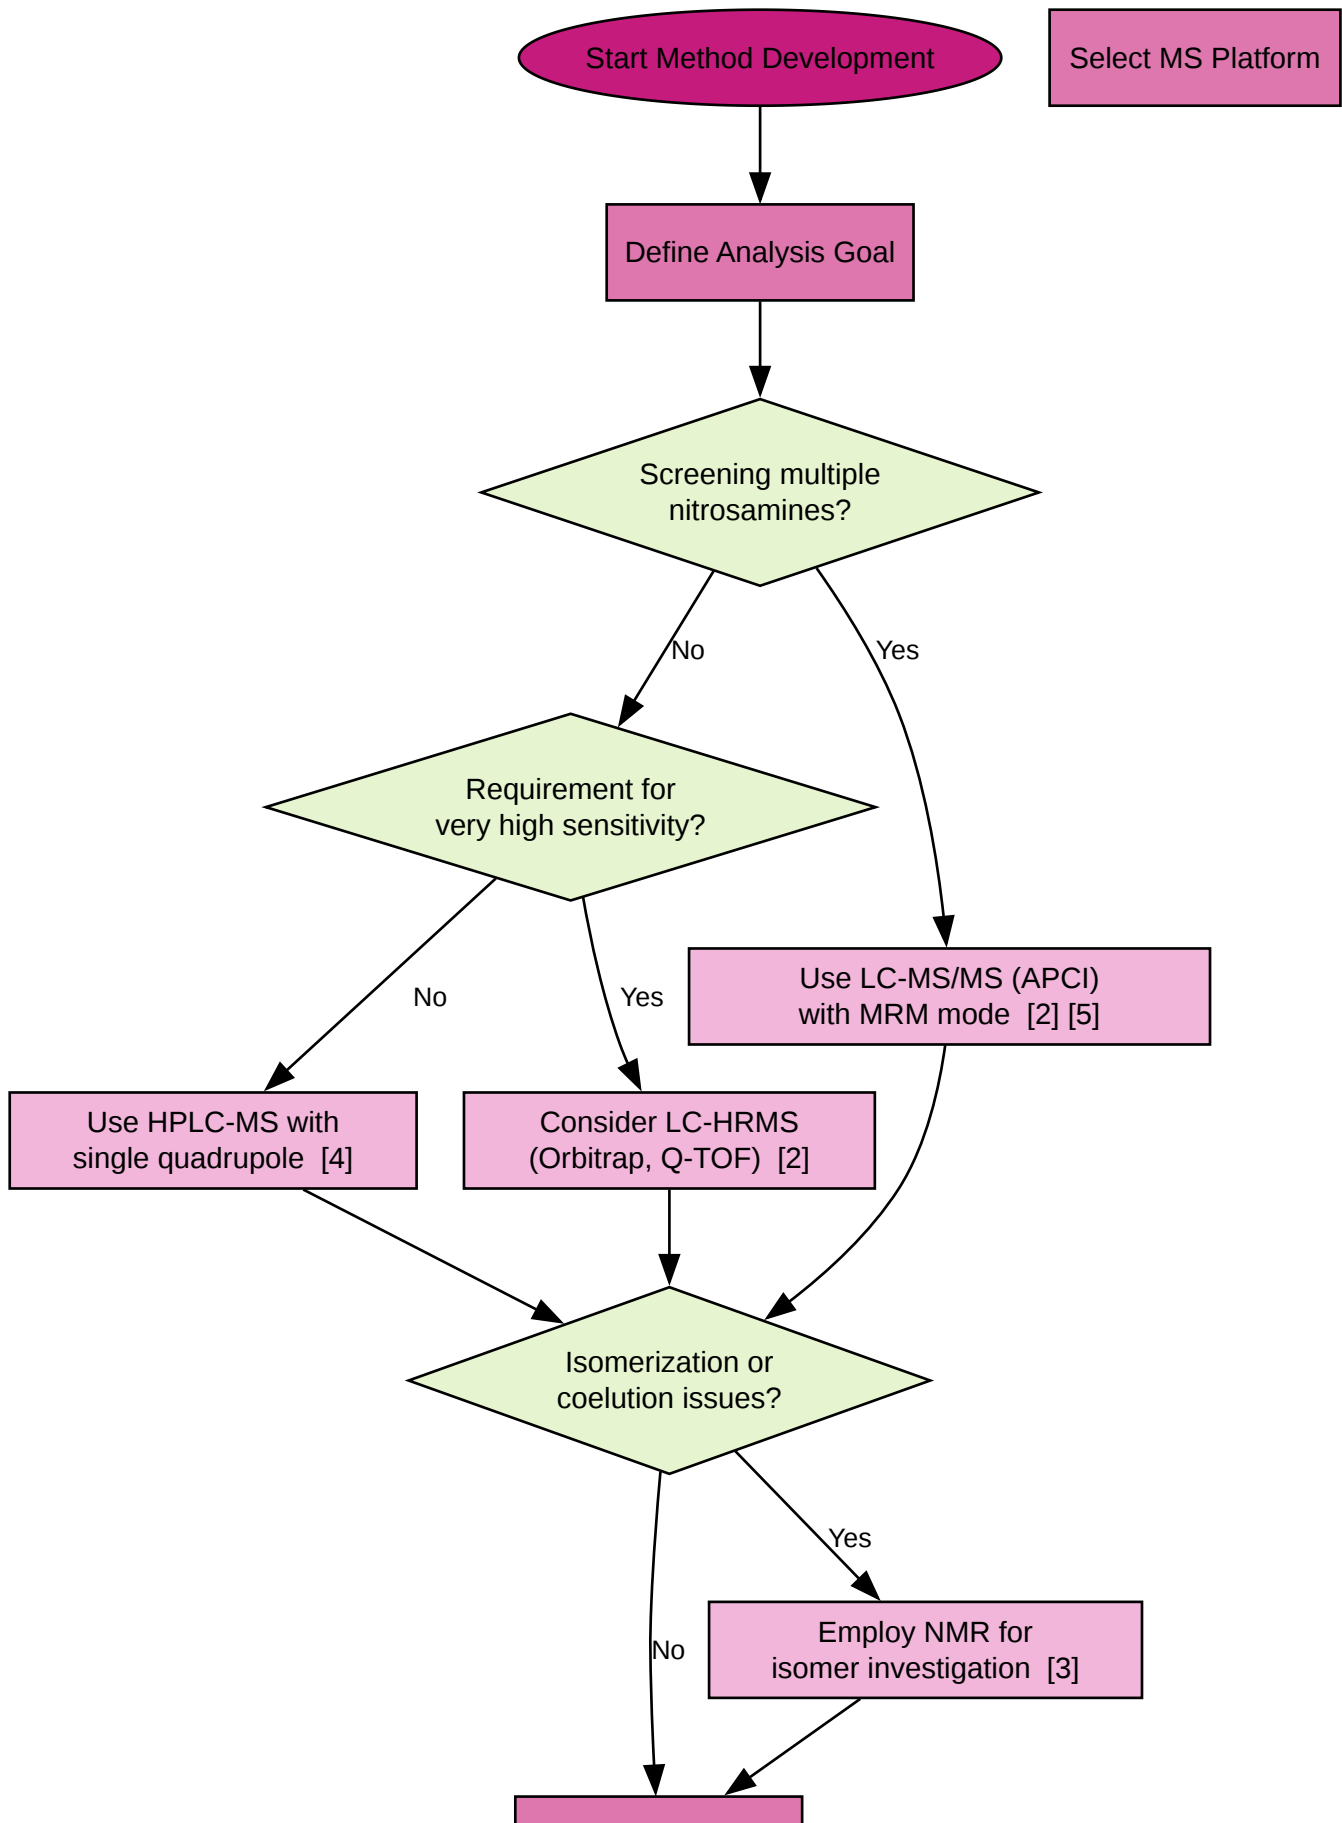 Start Method Development
Select MS Platform
Define Analysis Goal
Screening multiple
nitrosamines?
No
Yes
Requirement for
very high sensitivity?
No
Yes
Use LC-MS/MS (APCI)
with MRM mode  [2] [5]
Use HPLC-MS with
single quadrupole  [4]
Consider LC-HRMS
(Orbitrap, Q-TOF)  [2]
Isomerization or
coelution issues?
Yes
No
Employ NMR for
isomer investigation  [3]